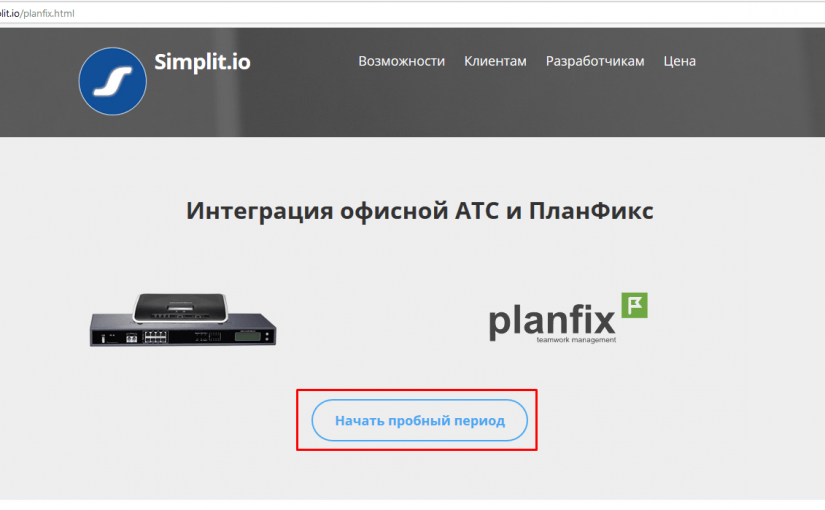 lit.io/planfix.html
Simplit.io
Возможности Клиентам Разработчикам Цена
Интеграция офисной АТС и ПланФикс
planfix
teamwork management
Начать пробный период